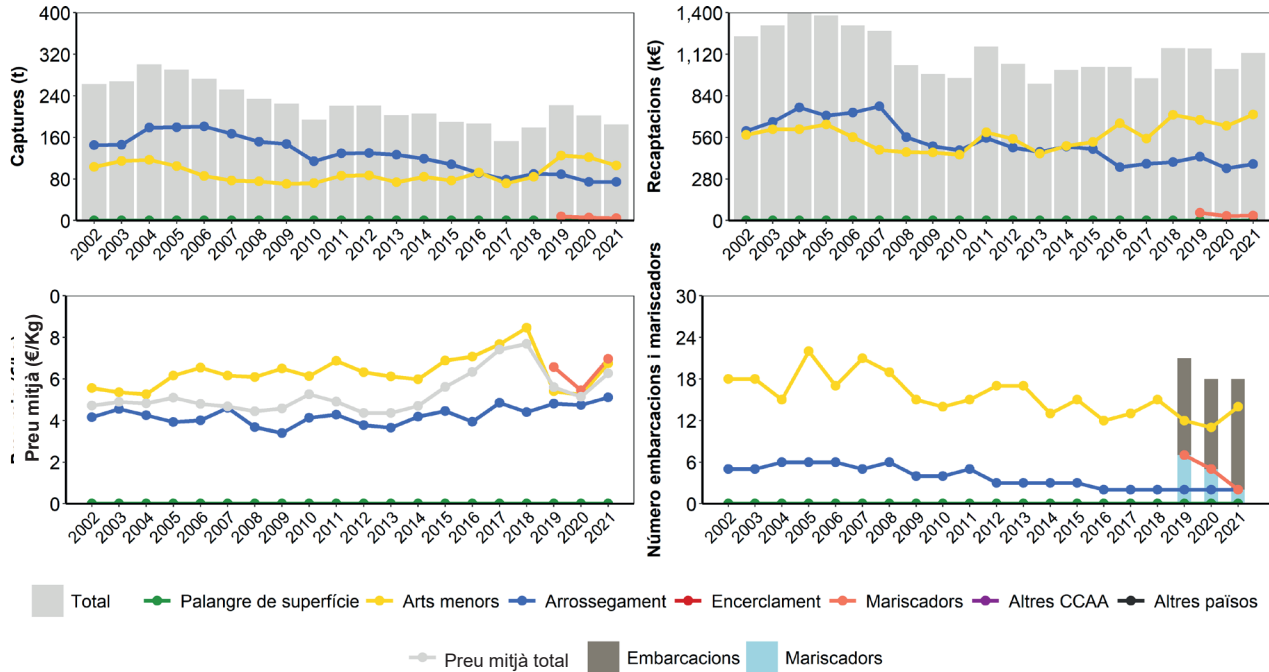 Captures (t)
400
320
240
160
80
0
2002 2003 2004 2005 2006 2007 2008 2009 2010 2011 2012 2013 2014 2015 2016 2017 2018 2019 2020 2021
Recaptacions (k€)
1,400
1,120
840
560
280
0
2002 2003 2004 2005 2006 2007 2008 2009 2010 2011 2012 2013 2014 2015 2016 2017 2018 2019 2020 2021
Preu mitjà (€/Kg)
0
8
6
4
2
0
2002 2003 2004 2005 2006 2007 2008 2009 2010 2011 2012 2013 2014 2015 2016 2017 2018 2019 2020 2021
Número embarcacions i mariscadors
30
24
18
12
6
0
2002 2003 2004 2005 2006 2007 2008 2009 2010 2011 2012 2013 2014 2015 2016 2017 2018 2019 2020 2021
Total Palangre de superfície Arts menors Arrossegament Encerclament Mariscadors Altres CCAA Altres països
Preu mitjà total Embarcacions Mariscadors